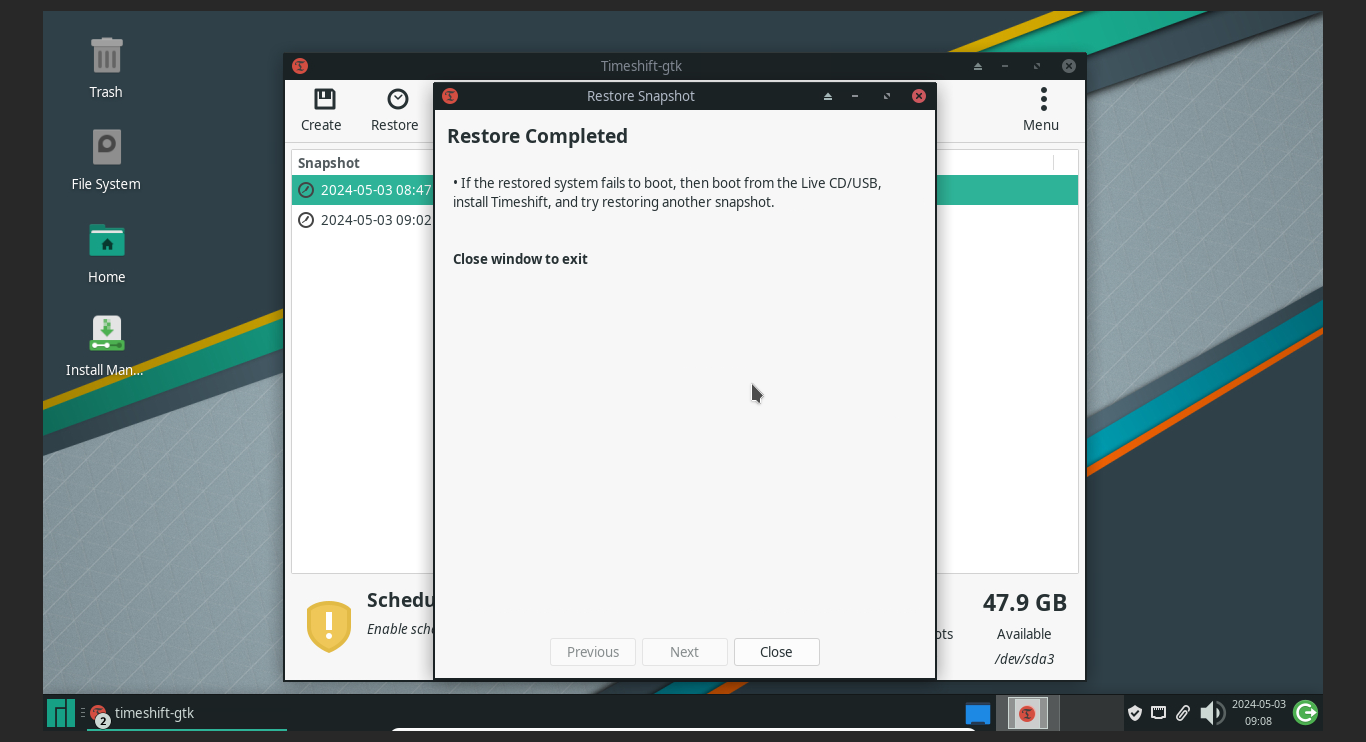 Trash
File System
Home
Install Man...
Timeshift-gtk
Create
Restore
Menu
Snapshot
2024-05-03 08:47
2024-05-03 09:02
Restore Snapshot
Restore Completed
• If the restored system fails to boot, then boot from the Live CD/USB,
install Timeshift, and try restoring another snapshot.
Close window to exit
Previous
Next
Close
Schedu
Enable sche
ots
47.9 GB
Available
/dev/sda3
2
timeshift-gtk
2024-05-03
09:08